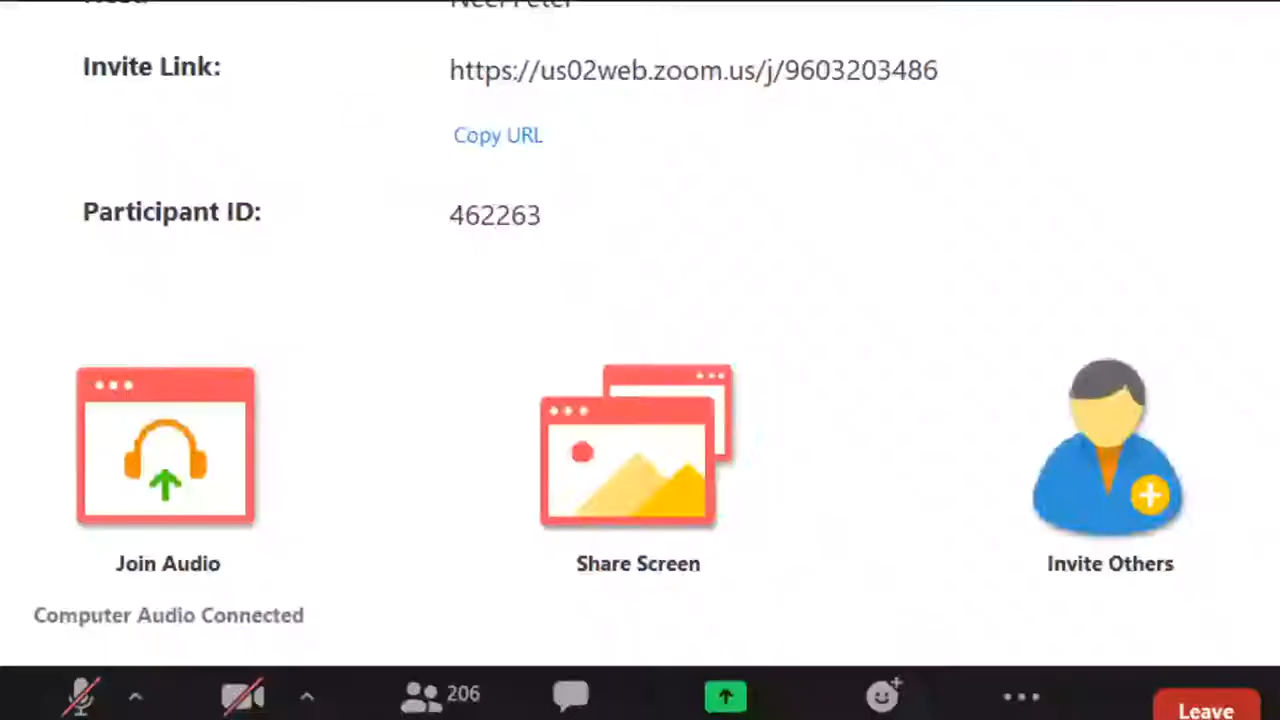 Invite Link:
https://us02web.zoom.us/j/9603203486
Copy URL
Participant ID:
462263
Join Audio
Share Screen
Invite Others
Computer Audio Connected
206
Leave